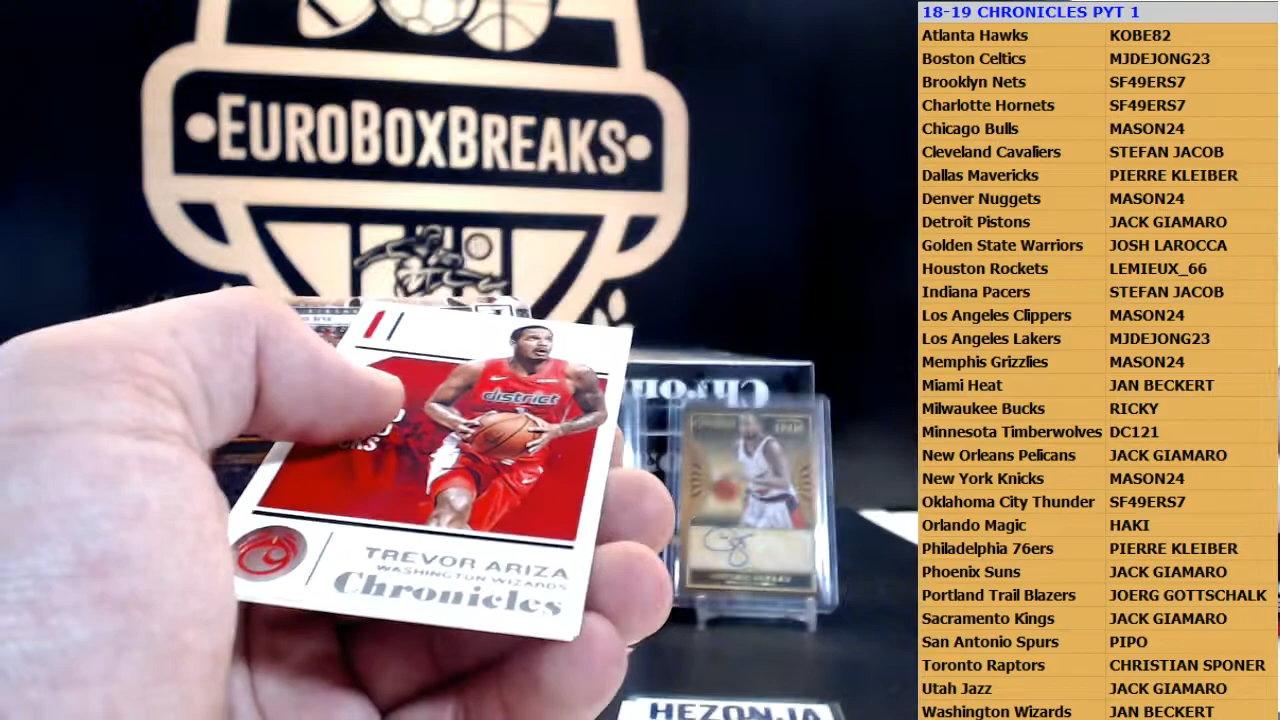 EUROBOXBREAKS
district
TREVOR ARIZA
WASHINGTON WIZARDS
Chronicles
HEZONJA
18-19 CHRONICLES PYT 1
Atlanta Hawks KOBE82
Boston Celtics MJDEJONG23
Brooklyn Nets SF49ERS7
Charlotte Hornets SF49ERS7
Chicago Bulls MASON24
Cleveland Cavaliers STEFAN JACOB
Dallas Mavericks PIERRE KLEIBER
Denver Nuggets MASON24
Detroit Pistons JACK GIAMARO
Golden State Warriors JOSH LAROCCA
Houston Rockets LEMIEUX_66
Indiana Pacers STEFAN JACOB
Los Angeles Clippers MASON24
Los Angeles Lakers MJDEJONG23
Memphis Grizzlies MASON24
Miami Heat JAN BECKERT
Milwaukee Bucks RICKY
Minnesota Timberwolves DC121
New Orleans Pelicans JACK GIAMARO
New York Knicks MASON24
Oklahoma City Thunder SF49ERS7
Orlando Magic HAKI
Philadelphia 76ers PIERRE KLEIBER
Phoenix Suns JACK GIAMARO
Portland Trail Blazers JOERG GOTTSCHALK
Sacramento Kings JACK GIAMARO
San Antonio Spurs PIPO
Toronto Raptors CHRISTIAN SPONER
Utah Jazz JACK GIAMARO
Washington Wizards JAN BECKERT